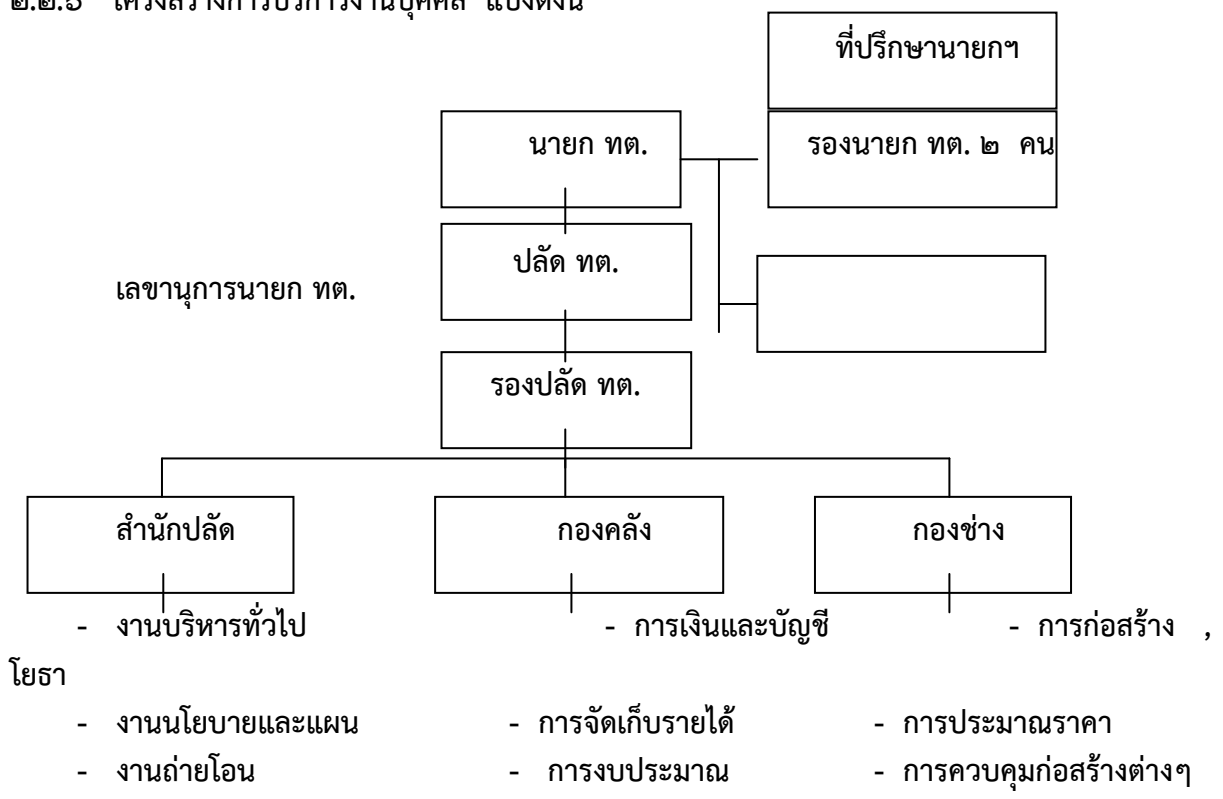 ๒.๒.๖ โครงสร้างการบริการงานบุคคล แบ่งดังนี้
ที่ปรึกษานายกฯ
นายก ทต. รองนายก ทต. ๒ คน
ปลัด ทต.
เลขานุการนายก ทต.
รองปลัด ทต.
สำนักปลัด กองคลัง กองช่าง
- งานบริหารทั่วไป - การเงินและบัญชี - การก่อสร้าง ,
โยธา
- งานนโยบายและแผน - การจัดเก็บรายได้ - การประมาณราคา
- งานถ่ายโอน - การงบประมาณ - การควบคุมก่อสร้างต่างๆ